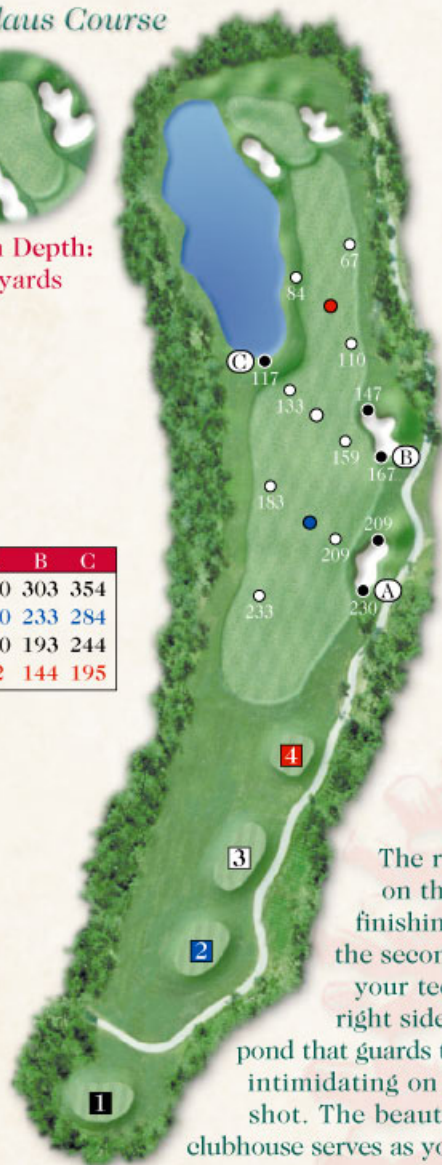 laus Course
Depth:
yards
67
84
110
C
117
133
147
159
B
167
183
209
209
A
230
233
B C
0 303 354
0 233 284
0 193 244
2 144 195
4
3
2
1
The r
on th
finishin
the secon
your tee
right side
pond that guards t
intimidating on
shot. The beaut
clubhouse serves as yo